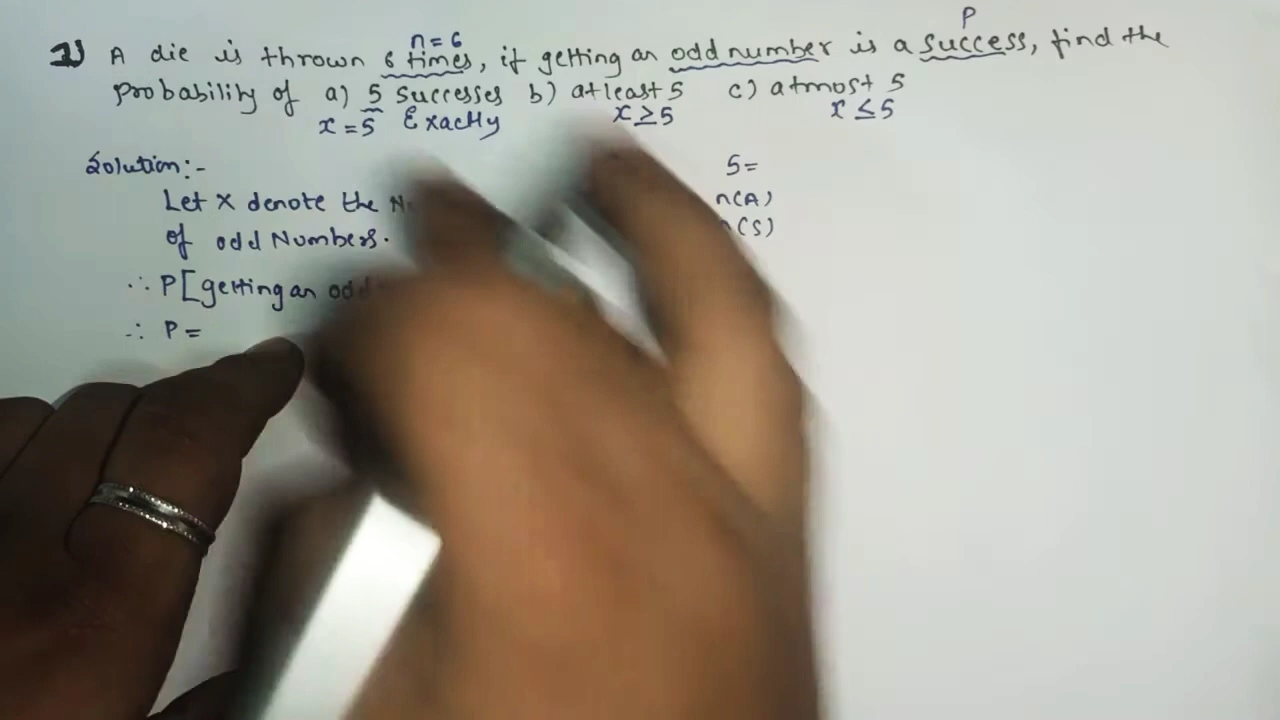 1) A die is thrown 6 times, if getting an odd number is a success, find the
n = 6
P
probability of a) 5 successes b) atleast 5 c) atmost 5
x = 5 Exactly x ≥ 5 x ≤ 5
Solution:-
Let X denote the
of odd Numbers.
∴ P[getting an odd
∴ P =
S =
n(A)
(S)